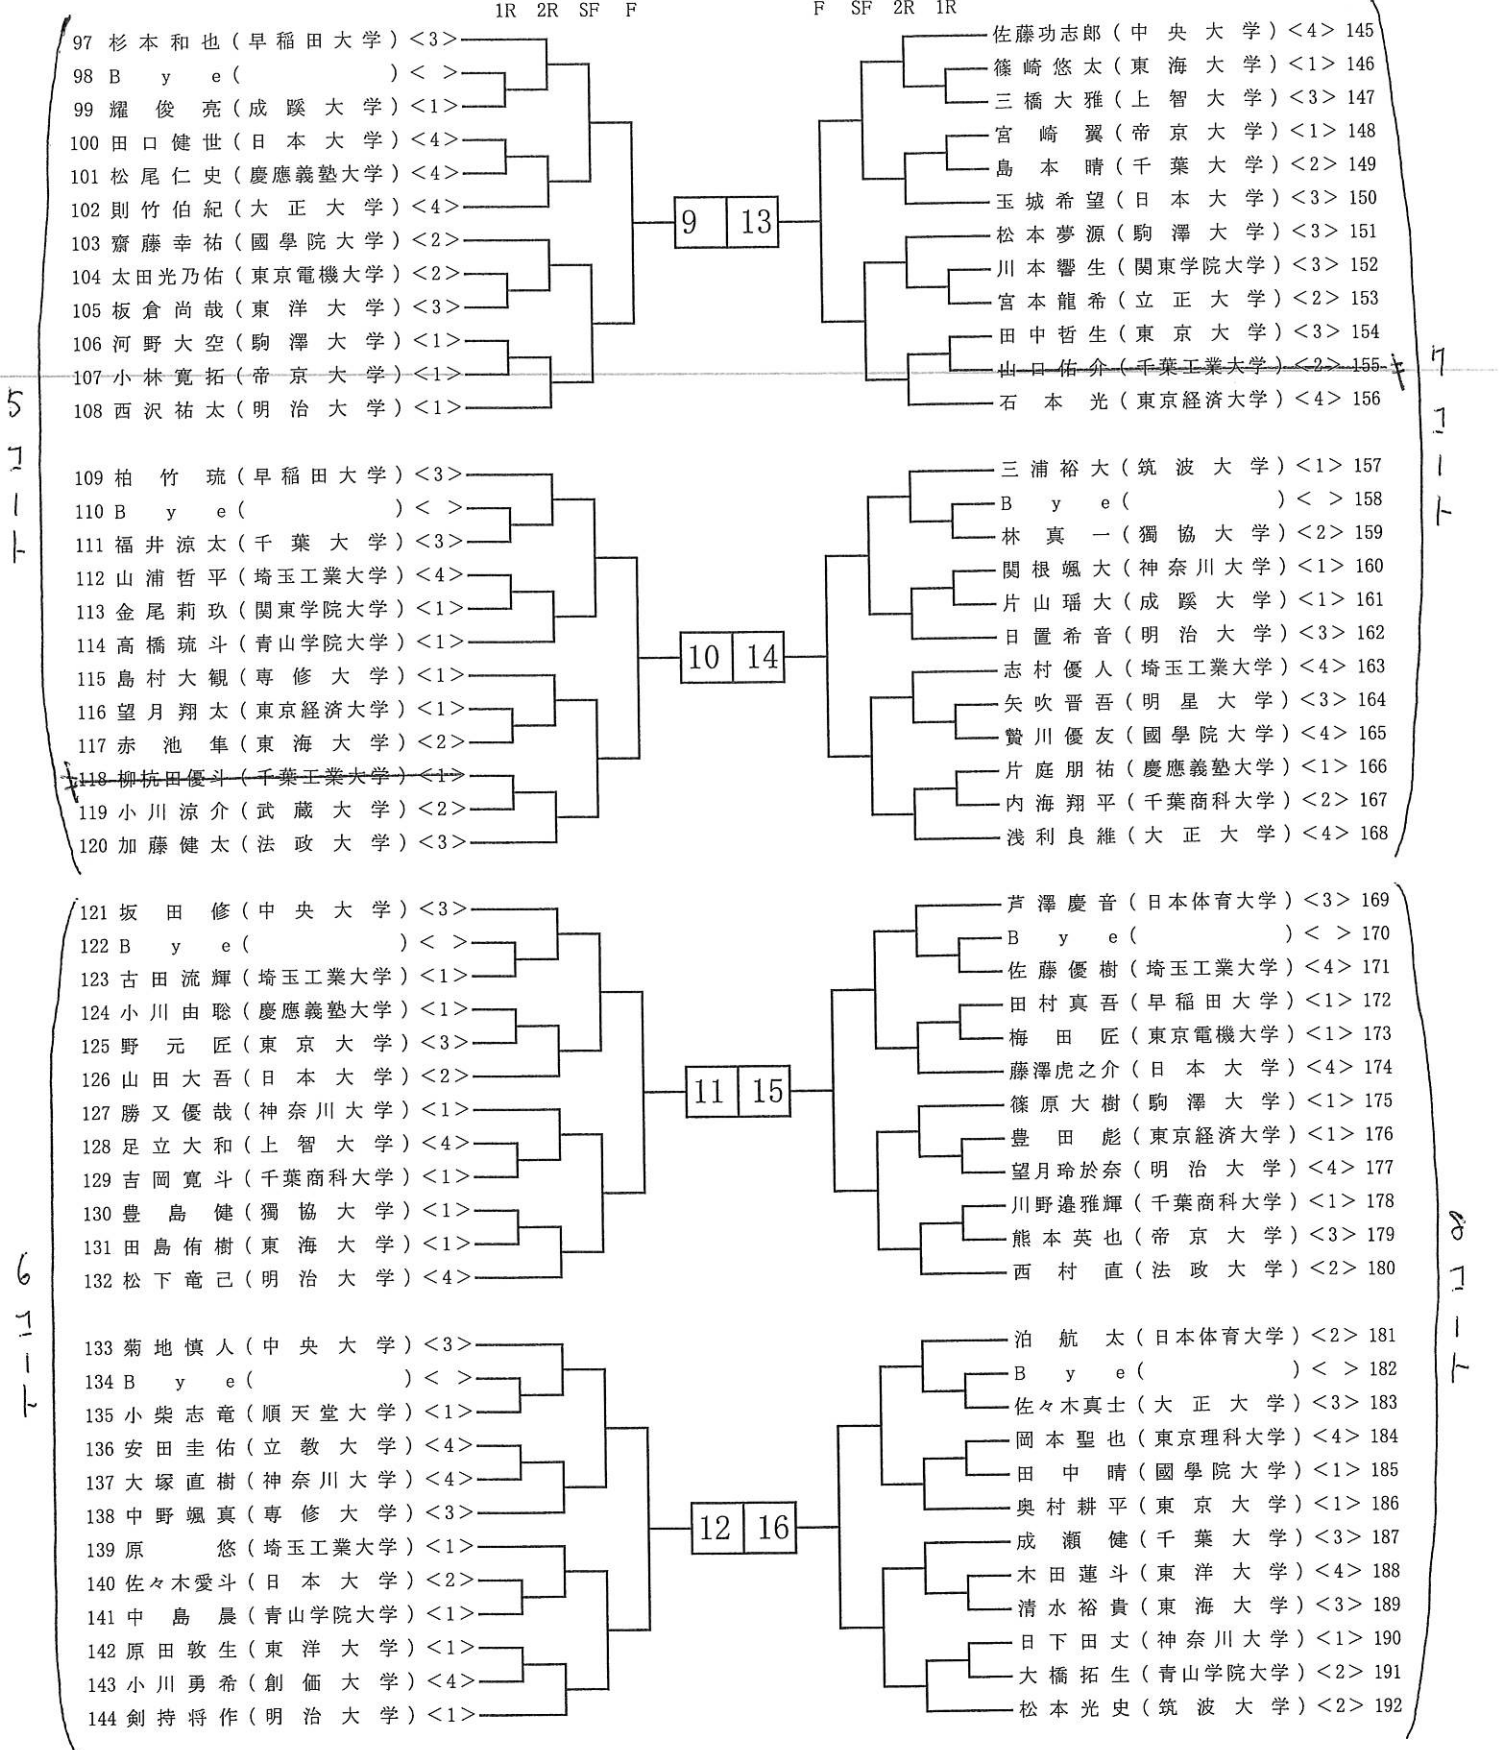 1R 2R SF F
97 杉本和也(早稲田大学)<3>
98 Bye( )< >
99 耀俊亮(成蹊大学)<1>
100 田口健世(日本大学)<4>
101 松尾仁史(慶應義塾大学)<4>
102 則竹伯紀(大正大学)<4>
103 齋藤幸祐(國學院大学)<2>
104 太田光乃佑(東京電機大学)<2>
105 板倉尚哉(東洋大学)<3>
106 河野大空(駒澤大学)<1>
107 小林寛拓(帝京大学)<1>
108 西沢祐太(明治大学)<1>
9
5コート
109 柏竹琉(早稲田大学)<3>
110 Bye( )< >
111 福井涼太(千葉大学)<3>
112 山浦哲平(埼玉工業大学)<4>
113 金尾莉玖(関東学院大学)<1>
114 高橋琉斗(青山学院大学)<1>
115 島村大観(専修大学)<1>
116 望月翔太(東京経済大学)<1>
117 赤池隼(東海大学)<2>
118 柳杭田優斗(千葉工業大学)<1>
119 小川涼介(武蔵大学)<2>
120 加藤健太(法政大学)<3>
10
121 坂田修(中央大学)<3>
122 Bye( )< >
123 古田流輝(埼玉工業大学)<1>
124 小川由聡(慶應義塾大学)<1>
125 野元匠(東京大学)<3>
126 山田大吾(日本大学)<2>
127 勝又優哉(神奈川大学)<1>
128 足立大和(上智大学)<4>
129 吉岡寛斗(千葉商科大学)<1>
130 豊島健(獨協大学)<1>
131 田島侑樹(東海大学)<1>
132 松下竜己(明治大学)<4>
11
6コート
133 菊地慎人(中央大学)<3>
134 Bye( )< >
135 小柴志竜(順天堂大学)<1>
136 安田圭佑(立教大学)<4>
137 大塚直樹(神奈川大学)<4>
138 中野颯真(専修大学)<3>
139 原悠(埼玉工業大学)<1>
140 佐々木愛斗(日本大学)<2>
141 中島晨(青山学院大学)<1>
142 原田敦生(東洋大学)<1>
143 小川勇希(創価大学)<4>
144 剣持将作(明治大学)<1>
12
F SF 2R 1R
佐藤功志郎(中央大学)<4> 145
篠崎悠太(東海大学)<1> 146
三橋大雅(上智大学)<3> 147
宮崎翼(帝京大学)<1> 148
島本晴(千葉大学)<2> 149
玉城希望(日本大学)<3> 150
松本夢源(駒澤大学)<3> 151
川本響生(関東学院大学)<3> 152
宮本龍希(立正大学)<2> 153
田中哲生(東京大学)<3> 154
山口佑介(千葉工業大学)<2> 155
石本光(東京経済大学)<4> 156
13
7コート
三浦裕大(筑波大学)<1> 157
Bye( )< > 158
林真一(獨協大学)<2> 159
関根颯大(神奈川大学)<1> 160
片山瑶大(成蹊大学)<1> 161
日置希音(明治大学)<3> 162
志村優人(埼玉工業大学)<4> 163
矢吹晋吾(明星大学)<3> 164
贄川優友(國學院大学)<4> 165
片庭朋祐(慶應義塾大学)<1> 166
内海翔平(千葉商科大学)<2> 167
浅利良維(大正大学)<4> 168
14
芦澤慶音(日本体育大学)<3> 169
Bye( )< > 170
佐藤優樹(埼玉工業大学)<4> 171
田村真吾(早稲田大学)<1> 172
梅田匠(東京電機大学)<1> 173
藤澤虎之介(日本大学)<4> 174
篠原大樹(駒澤大学)<1> 175
豊田彪(東京経済大学)<1> 176
望月玲於奈(明治大学)<4> 177
川野邉雅輝(千葉商科大学)<1> 178
熊本英也(帝京大学)<3> 179
西村直(法政大学)<2> 180
15
8コート
泊航太(日本体育大学)<2> 181
Bye( )< > 182
佐々木真士(大正大学)<3> 183
岡本聖也(東京理科大学)<4> 184
田中晴(國學院大学)<1> 185
奥村耕平(東京大学)<1> 186
成瀬健(千葉大学)<3> 187
木田蓮斗(東洋大学)<4> 188
清水裕貴(東海大学)<3> 189
日下田丈(神奈川大学)<1> 190
大橋拓生(青山学院大学)<2> 191
松本光史(筑波大学)<2> 192
16